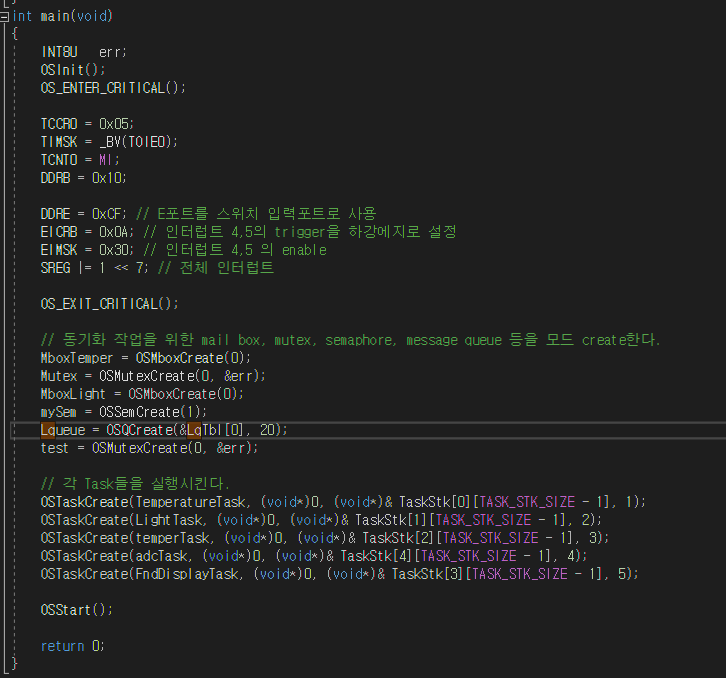 int main(void)
{
INT8U err;
OSInit();
OS_ENTER_CRITICAL();
TCCR0 = 0x05;
TIMSK = _BV(TOIE0);
TCNT0 = MI;
DDRB = 0x10;
DDRE = 0xCF; // E포트를 스위치 입력포트로 사용
EICRB = 0x0A; // 인터럽트 4,5의 trigger을 하강에지로 설정
EIMSK = 0x30; // 인터럽트 4,5 의 enable
SREG |= 1 << 7; // 전체 인터럽트
OS_EXIT_CRITICAL();
// 동기화 작업을 위한 mail box, mutex, semaphore, message queue 등을 모두 create한다.
MboxTemper = OSMboxCreate(0);
Mutex = OSMutexCreate(0, &err);
MboxLight = OSMboxCreate(0);
mySem = OSSemCreate(1);
Lqueue = OSQCreate(&LqTbl[0], 20);
test = OSMutexCreate(0, &err);
// 각 Task들을 실행시킨다.
OSTaskCreate(TemperatureTask, (void*)0, (void*)& TaskStk[0][TASK_STK_SIZE - 1], 1);
OSTaskCreate(LightTask, (void*)0, (void*)& TaskStk[1][TASK_STK_SIZE - 1], 2);
OSTaskCreate(temperTask, (void*)0, (void*)& TaskStk[2][TASK_STK_SIZE - 1], 3);
OSTaskCreate(adcTask, (void*)0, (void*)& TaskStk[4][TASK_STK_SIZE - 1], 4);
OSTaskCreate(FndDisplayTask, (void*)0, (void*)& TaskStk[3][TASK_STK_SIZE - 1], 5);
OSStart();
return 0;
}